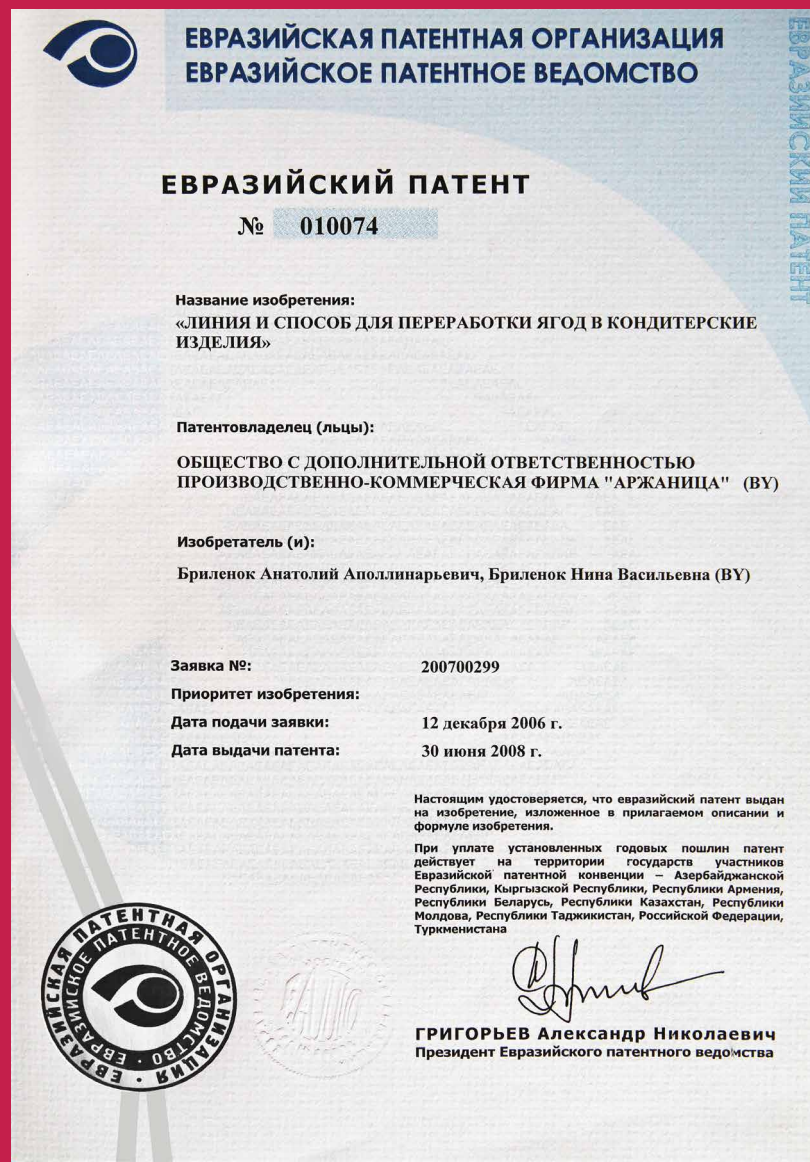 ЕВРАЗИЙСКАЯ ПАТЕНТНАЯ ОРГАНИЗАЦИЯ
ЕВРАЗИЙСКОЕ ПАТЕНТНОЕ ВЕДОМСТВО
ЕВРАЗИЙСКИЙ ПАТЕНТ
ЕВРАЗИЙСКИЙ ПАТЕНТ
№ 010074
Название изобретения:
«ЛИНИЯ И СПОСОБ ДЛЯ ПЕРЕРАБОТКИ ЯГОД В КОНДИТЕРСКИЕ
ИЗДЕЛИЯ»
Патентовладелец (льцы):
ОБЩЕСТВО С ДОПОЛНИТЕЛЬНОЙ ОТВЕТСТВЕННОСТЬЮ
ПРОИЗВОДСТВЕННО-КОММЕРЧЕСКАЯ ФИРМА "АРЖАНИЦА" (BY)
Изобретатель (и):
Бриленок Анатолий Аполлинарьевич, Бриленок Нина Васильевна (BY)
Заявка №: 200700299
Приоритет изобретения:
Дата подачи заявки: 12 декабря 2006 г.
Дата выдачи патента: 30 июня 2008 г.
Настоящим удостоверяется, что евразийский патент выдан
на изобретение, изложенное в прилагаемом описании и
формуле изобретения.
При уплате установленных годовых пошлин патент
действует на территории государств участников
Евразийской патентной конвенции – Азербайджанской
Республики, Кыргызской Республики, Республики Армения,
Республики Беларусь, Республики Казахстан, Республики
Молдова, Республики Таджикистан, Российской Федерации,
Туркменистана
ГРИГОРЬЕВ Александр Николаевич
Президент Евразийского патентного ведомства
ЕВРАЗИЙСКАЯ ПАТЕНТНАЯ ОРГАНИЗАЦИЯ
ЕВРАЗИЙСКОЕ ПАТЕНТНОЕ ВЕДОМСТВО